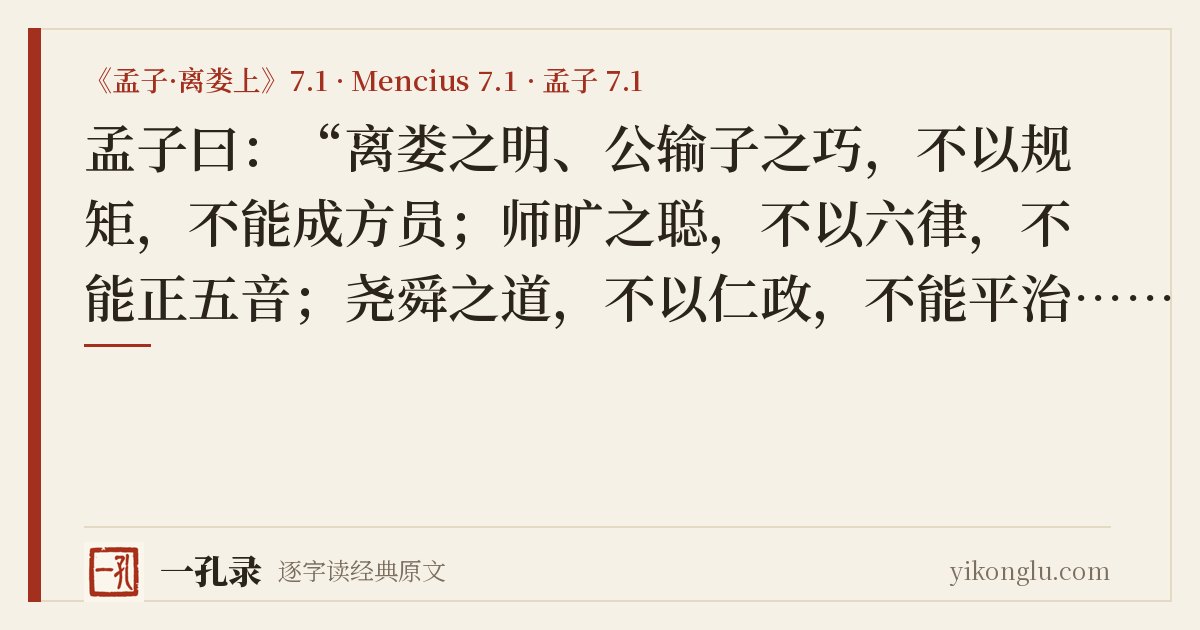 《孟子·离娄上》7.1 · Mencius 7.1 · 孟子 7.1
孟子曰：“离娄之明、公输子之巧，不以规
矩，不能成方员；师旷之聪，不以六律，不
能正五音；尧舜之道，不以仁政，不能平治……
一孔
一孔录 逐字读经典原文 yikonglu.com